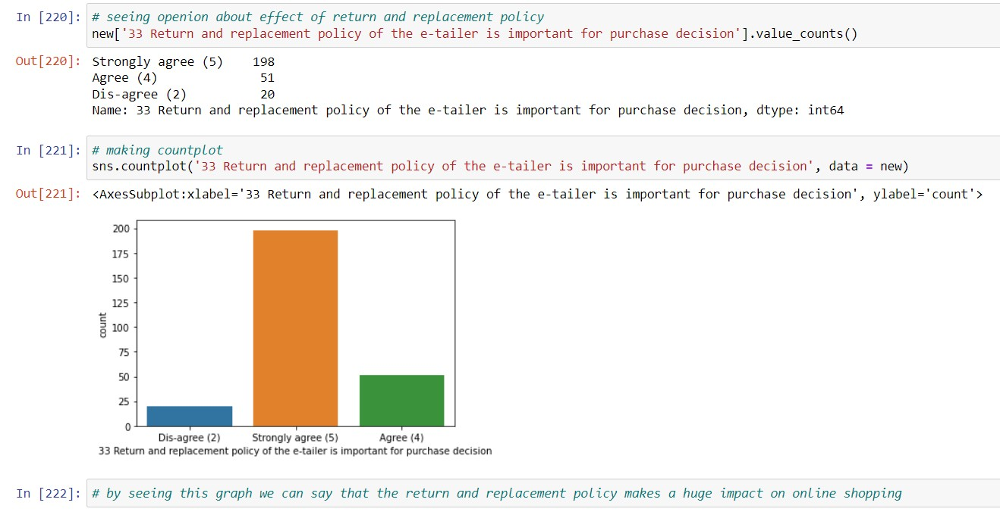 In [220]: # seeing openion about effect of return and replacement policy
new['33 Return and replacement policy of the e-tailer is important for purchase decision'].value_counts()
Out[220]: Strongly agree (5)    198
Agree (4)              51
Dis-agree (2)          20
Name: 33 Return and replacement policy of the e-tailer is important for purchase decision, dtype: int64
In [221]: # making countplot
sns.countplot('33 Return and replacement policy of the e-tailer is important for purchase decision', data = new)
Out[221]: <AxesSubplot:xlabel='33 Return and replacement policy of the e-tailer is important for purchase decision', ylabel='count'>
200
175
150
125
100
75
50
25
0
count
Dis-agree (2) Strongly agree (5) Agree (4)
33 Return and replacement policy of the e-tailer is important for purchase decision
In [222]: # by seeing this graph we can say that the return and replacement policy makes a huge impact on online shopping